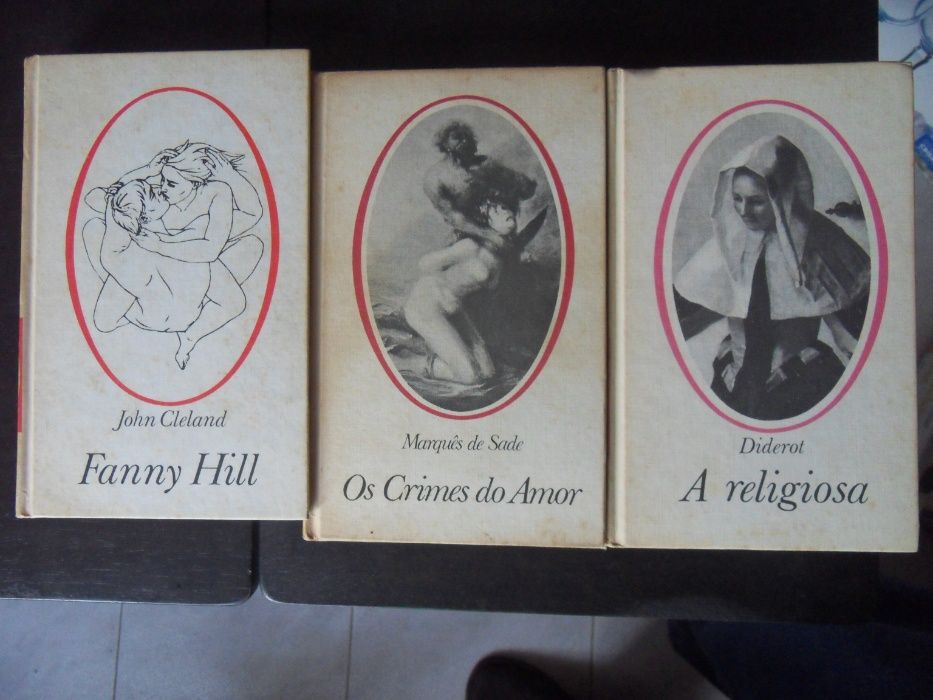 John Cleland
Fanny Hill
Marquês de Sade
Os Crimes do Amor
Diderot
A religiosa